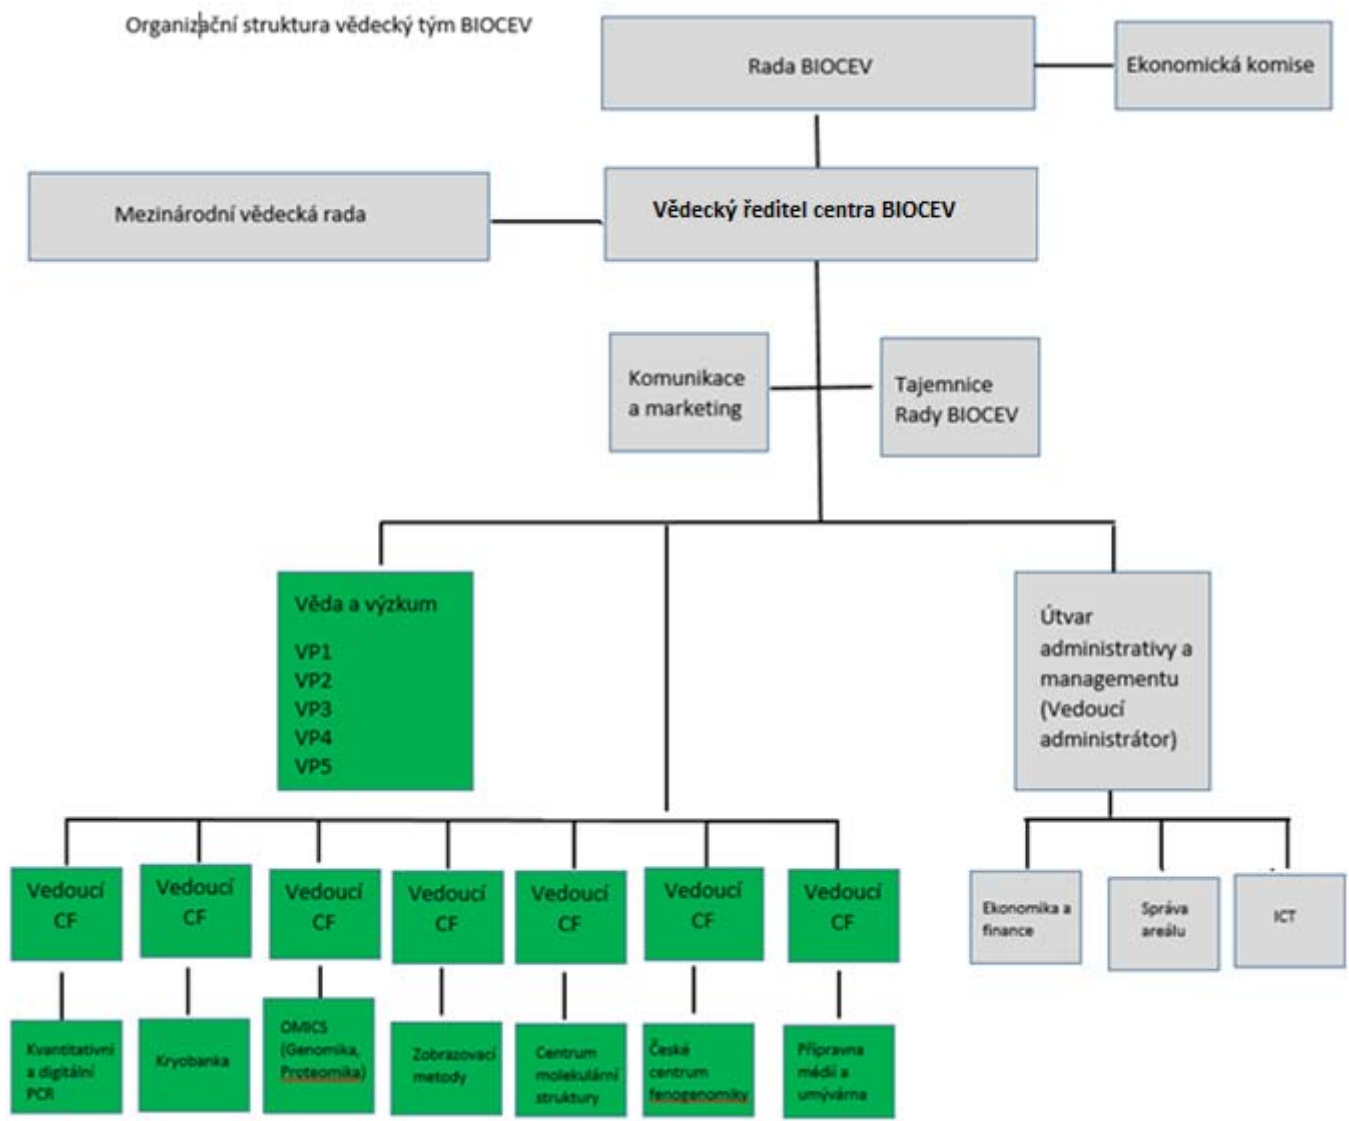 Organizační struktura vědecký tým BIOCEV
Rada BIOCEV
Ekonomická komise
Mezinárodní vědecká rada
Vědecký ředitel centra BIOCEV
Komunikace
a marketing
Tajemnice
Rady BIOCEV
Věda a výzkum
VP1
VP2
VP3
VP4
VP5
Útvar
administrativy a
managementu
(Vedoucí
administrátor)
Vedoucí
CF
Vedoucí
CF
Vedoucí
CF
Vedoucí
CF
Vedoucí
CF
Vedoucí
CF
Vedoucí
CF
Ekonomika a
finance
Správa
areálu
ICT
Kvantitativní
a digitální
PCR
Kryobanka
OMICS
(Genomika,
Proteomika)
Zobrazovací
metody
Centrum
molekulární
struktury
České
centrum
fenogenomiky
Přípravna
médií a
umývárna